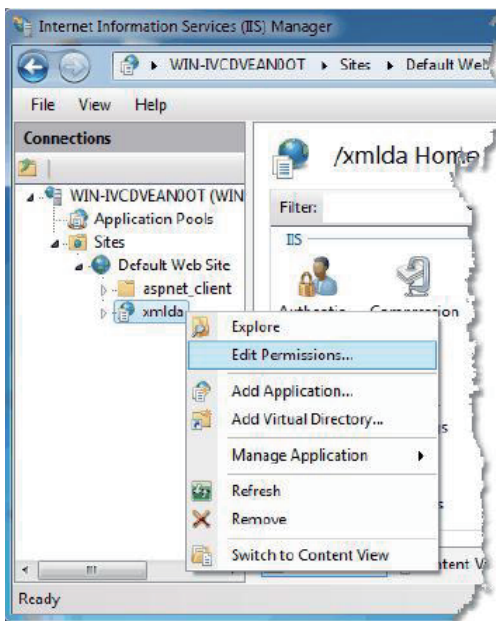 Internet Information Services (IIS) Manager
WIN-IVCDVEAN0OT ▸ Sites ▸ Default Web
File View Help
Connections
/xmlda Home
WIN-IVCDVEAN0OT (WIN
Filter:
Application Pools
IIS
Sites
Default Web Site
aspnet_client
xmlda
Authentic Compression
Explore
Edit Permissions...
Add Application...
Add Virtual Directory...
Manage Application
Refresh
Remove
Switch to Content View
Ready